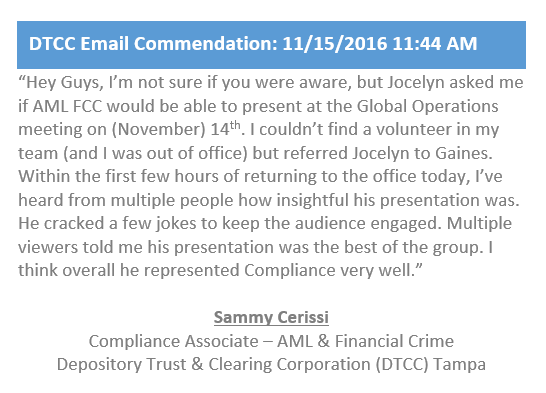 DTCC Email Commendation: 11/15/2016 11:44 AM
“Hey Guys, I’m not sure if you were aware, but Jocelyn asked me
if AML FCC would be able to present at the Global Operations
meeting on (November) 14th. I couldn’t find a volunteer in my
team (and I was out of office) but referred Jocelyn to Gaines.
Within the first few hours of returning to the office today, I’ve
heard from multiple people how insightful his presentation was.
He cracked a few jokes to keep the audience engaged. Multiple
viewers told me his presentation was the best of the group. I
think overall he represented Compliance very well.”
Sammy Cerissi
Compliance Associate – AML & Financial Crime
Depository Trust & Clearing Corporation (DTCC) Tampa